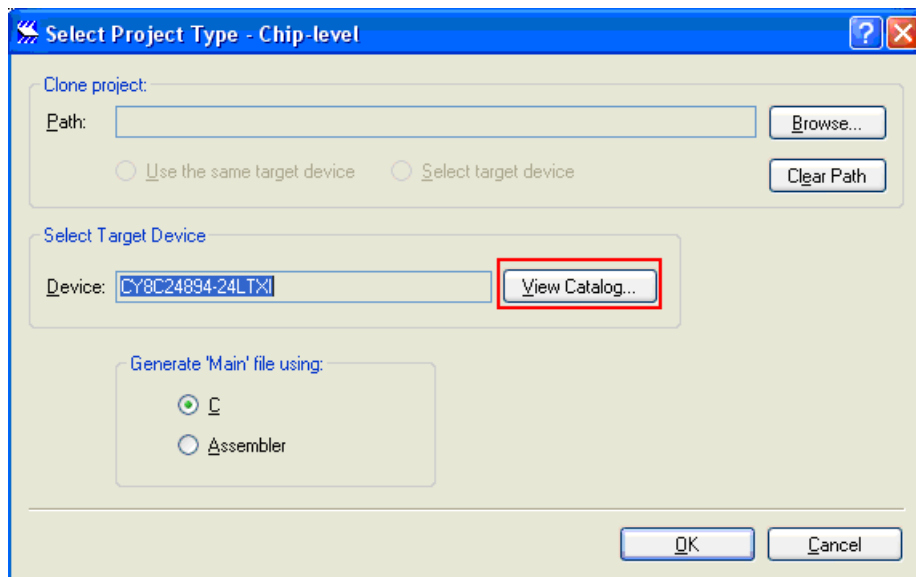 Select Project Type - Chip-level
Clone project:
Path:
Browse...
Use the same target device
Select target device
Clear Path
Select Target Device
Device: CY8C24894-24LTXI
View Catalog...
Generate 'Main' file using:
C
Assembler
OK
Cancel